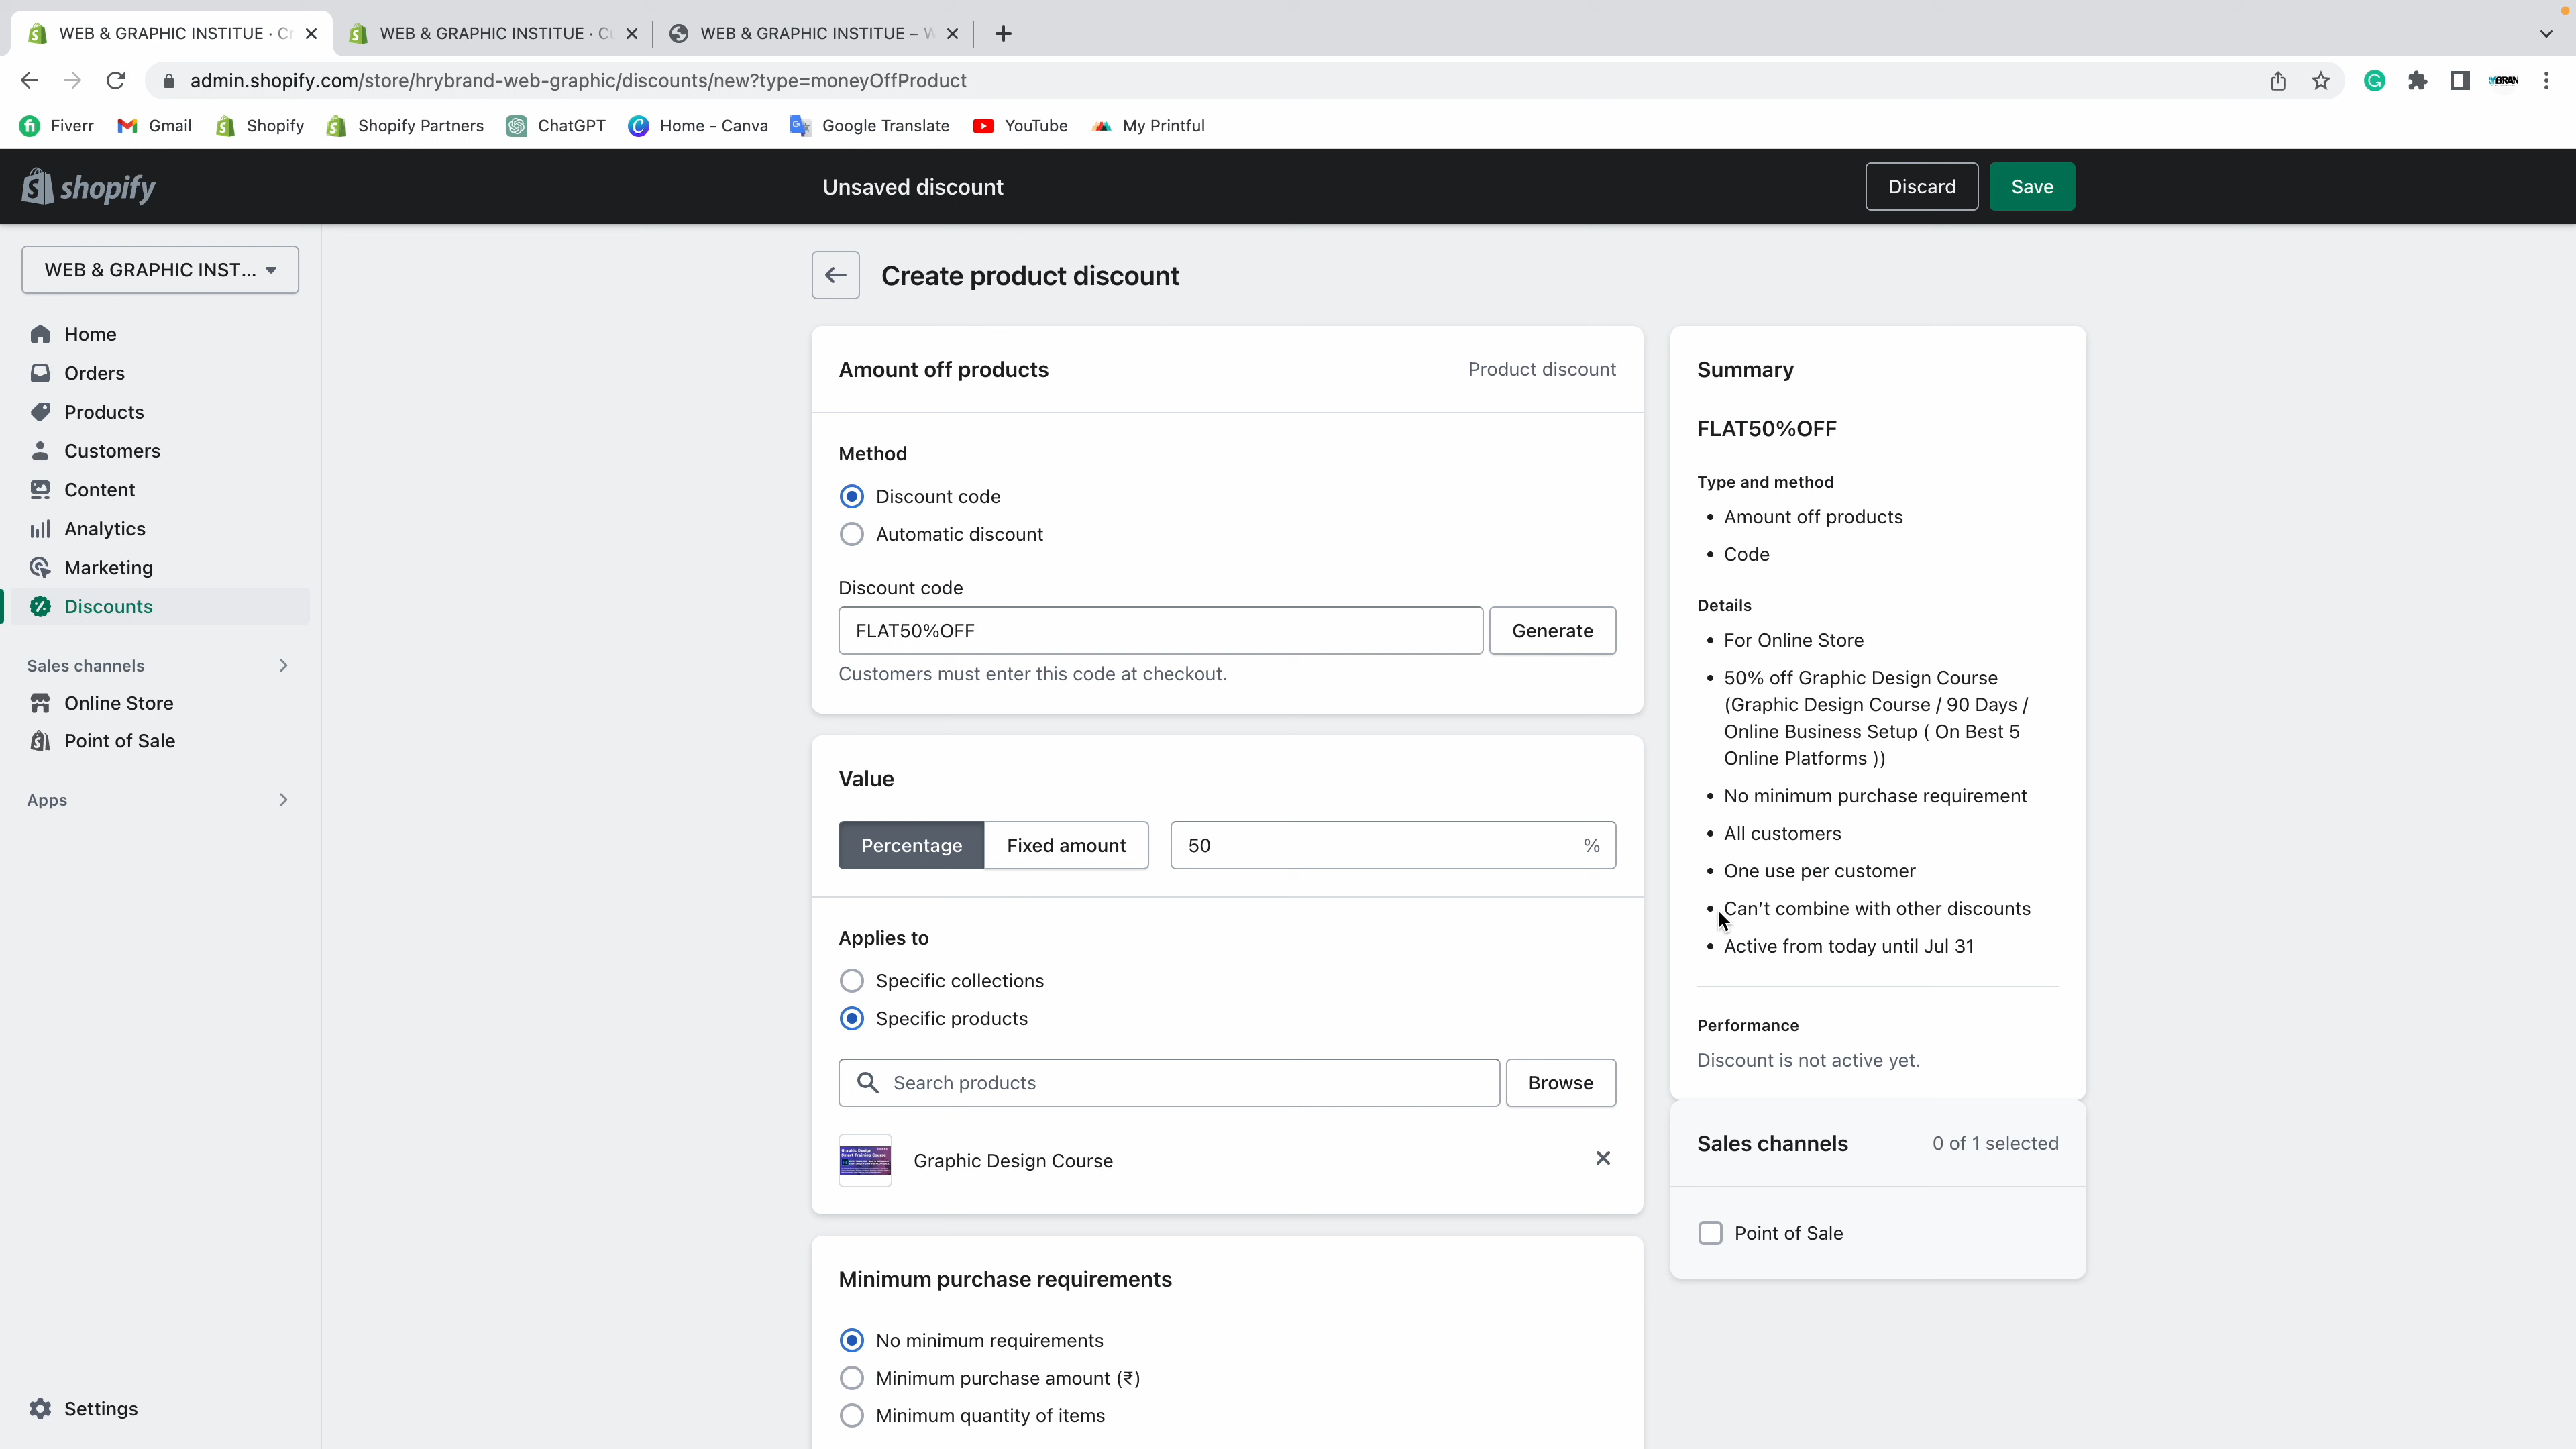 WEB & GRAPHIC INSTITUE · C
WEB & GRAPHIC INSTITUE · C
WEB & GRAPHIC INSTITUE –
admin.shopify.com/store/hrybrand-web-graphic/discounts/new?type=moneyOffProduct
Fiverr
Gmail
Shopify
Shopify Partners
ChatGPT
Home - Canva
Google Translate
YouTube
My Printful
shopify
Unsaved discount
Discard
Save
WEB & GRAPHIC INST...
Home
Orders
Products
Customers
Content
Analytics
Marketing
Discounts
Sales channels
Online Store
Point of Sale
Apps
Settings
Create product discount
Amount off products
Product discount
Method
Discount code
Automatic discount
Discount code
FLAT50%OFF
Generate
Customers must enter this code at checkout.
Value
Percentage
Fixed amount
50
%
Applies to
Specific collections
Specific products
Search products
Browse
Graphic Design Course
Minimum purchase requirements
No minimum requirements
Minimum purchase amount (₹)
Minimum quantity of items
Summary
FLAT50%OFF
Type and method
• Amount off products
• Code
Details
• For Online Store
• 50% off Graphic Design Course
(Graphic Design Course / 90 Days /
Online Business Setup ( On Best 5
Online Platforms ))
• No minimum purchase requirement
• All customers
• One use per customer
• Can't combine with other discounts
• Active from today until Jul 31
Performance
Discount is not active yet.
Sales channels
0 of 1 selected
Point of Sale